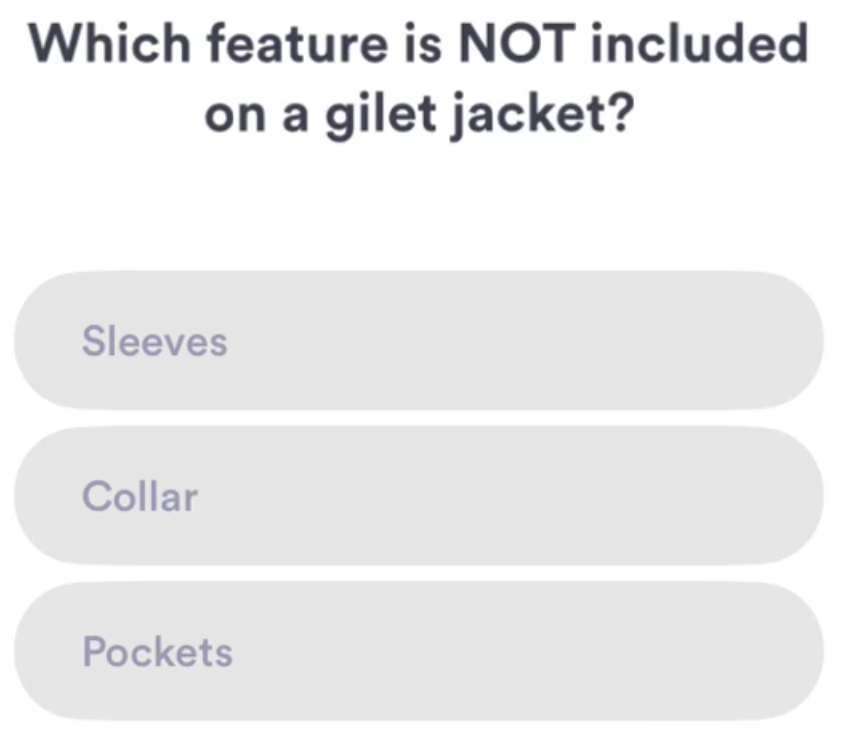 Which feature is NOT included
on a gilet jacket?
Sleeves
Collar
Pockets